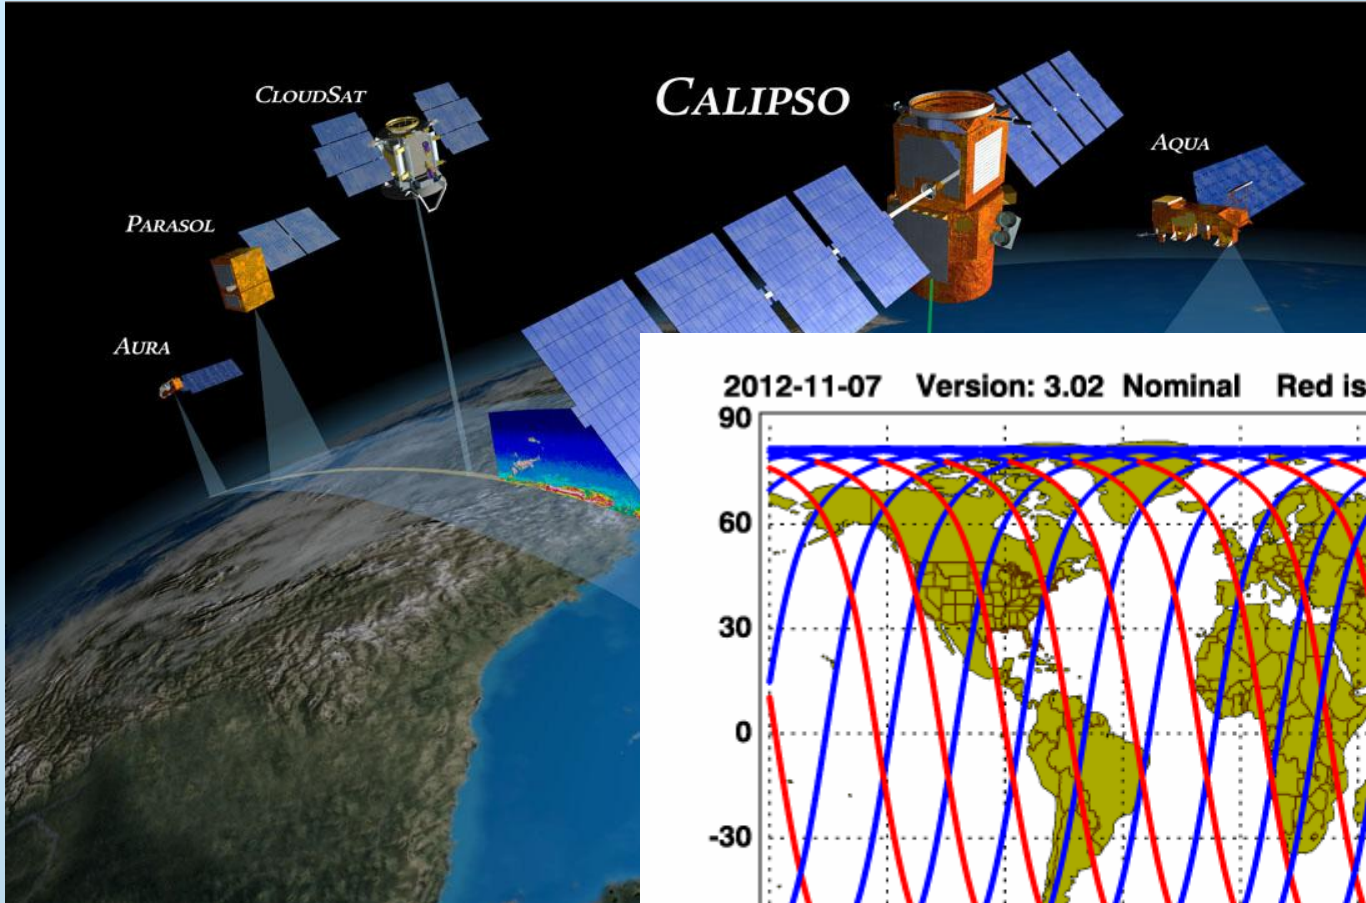 CLOUDSAT
CALIPSO
AQUA
PARASOL
AURA
2012-11-07 Version: 3.02 Nominal Red is
90
60
30
0
-30